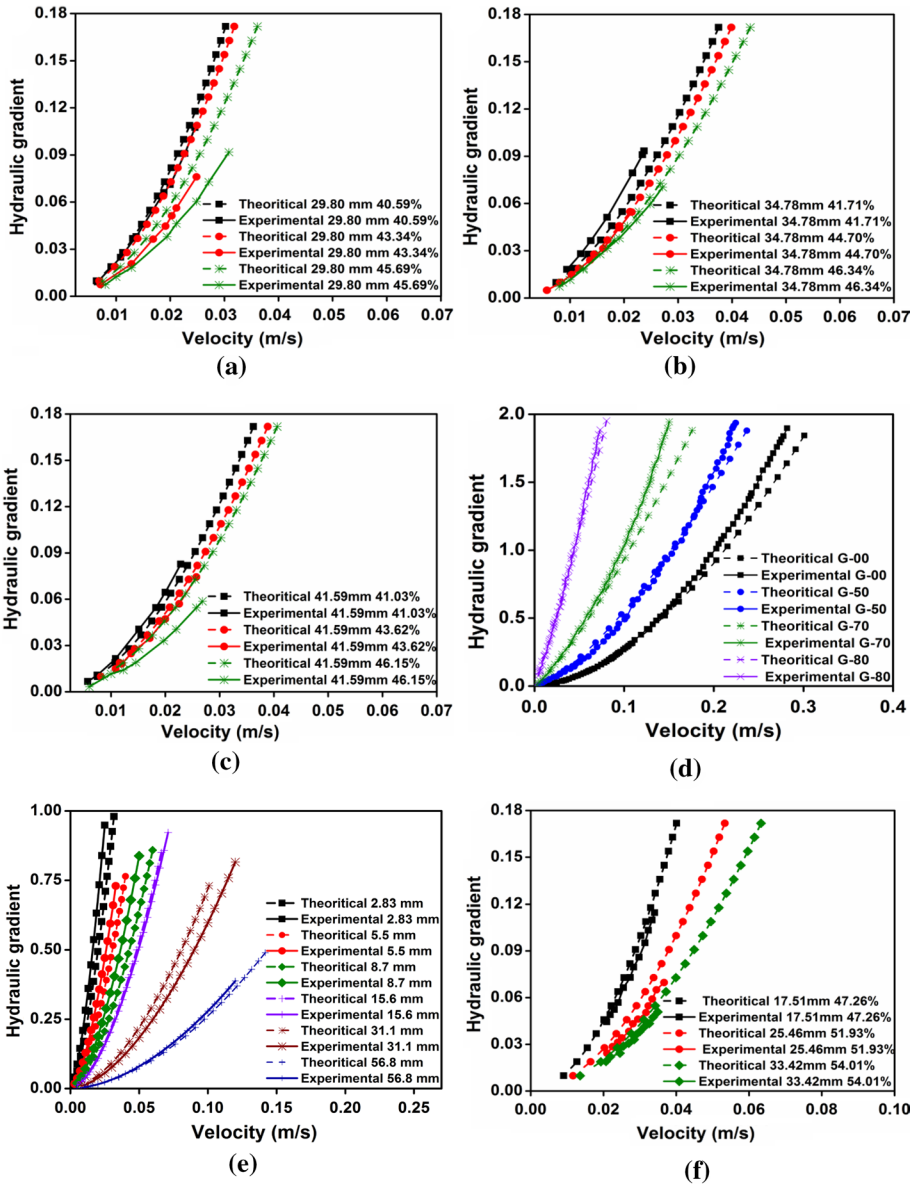 0.18
0.15
0.12
0.09
0.06
0.03
0.00
Hydraulic gradient
Theoritical 29.80 mm 40.59%
Experimental 29.80 mm 40.59%
Theoritical 29.80 mm 43.34%
Experimental 29.80 mm 43.34%
Theoritical 29.80 mm 45.69%
Experimental 29.80 mm 45.69%
0.01 0.02 0.03 0.04 0.05 0.06 0.07
Velocity (m/s)
(a)
0.18
0.15
0.12
0.09
0.06
0.03
0.00
Hydraulic gradient
Theoritical 34.78mm 41.71%
Experimental 34.78mm 41.71%
Theoritical 34.78mm 44.70%
Experimental 34.78mm 44.70%
Theoritical 34.78mm 46.34%
Experimental 34.78mm 46.34%
0.01 0.02 0.03 0.04 0.05 0.06 0.07
Velocity (m/s)
(b)
0.18
0.15
0.12
0.09
0.06
0.03
0.00
Hydraulic gradient
Theoritical 41.59mm 41.03%
Experimental 41.59mm 41.03%
Theoritical 41.59mm 43.62%
Experimental 41.59mm 43.62%
Theoritical 41.59mm 46.15%
Experimental 41.59mm 46.15%
0.01 0.02 0.03 0.04 0.05 0.06 0.07
Velocity (m/s)
(c)
2.0
1.5
1.0
0.5
0.0
Hydraulic gradient
Theoritical G-00
Experimental G-00
Theoritical G-50
Experimental G-50
Theoritical G-70
Experimental G-70
Theoritical G-80
Experimental G-80
0.0 0.1 0.2 0.3 0.4
Velocity (m/s)
(d)
1.00
0.75
0.50
0.25
0.00
Hydraulic gradient
Theoritical 2.83 mm
Experimental 2.83 mm
Theoritical 5.5 mm
Experimental 5.5 mm
Theoritical 8.7 mm
Experimental 8.7 mm
Theoritical 15.6 mm
Experimental 15.6 mm
Theoritical 31.1 mm
Experimental 31.1 mm
Theoritical 56.8 mm
Experimental 56.8 mm
0.00 0.05 0.10 0.15 0.20 0.25
Velocity (m/s)
(e)
0.18
0.15
0.12
0.09
0.06
0.03
0.00
Hydraulic gradient
Theoritical 17.51mm 47.26%
Experimental 17.51mm 47.26%
Theoritical 25.46mm 51.93%
Experimental 25.46mm 51.93%
Theoritical 33.42mm 54.01%
Experimental 33.42mm 54.01%
0.00 0.02 0.04 0.06 0.08 0.10
Velocity (m/s)
(f)